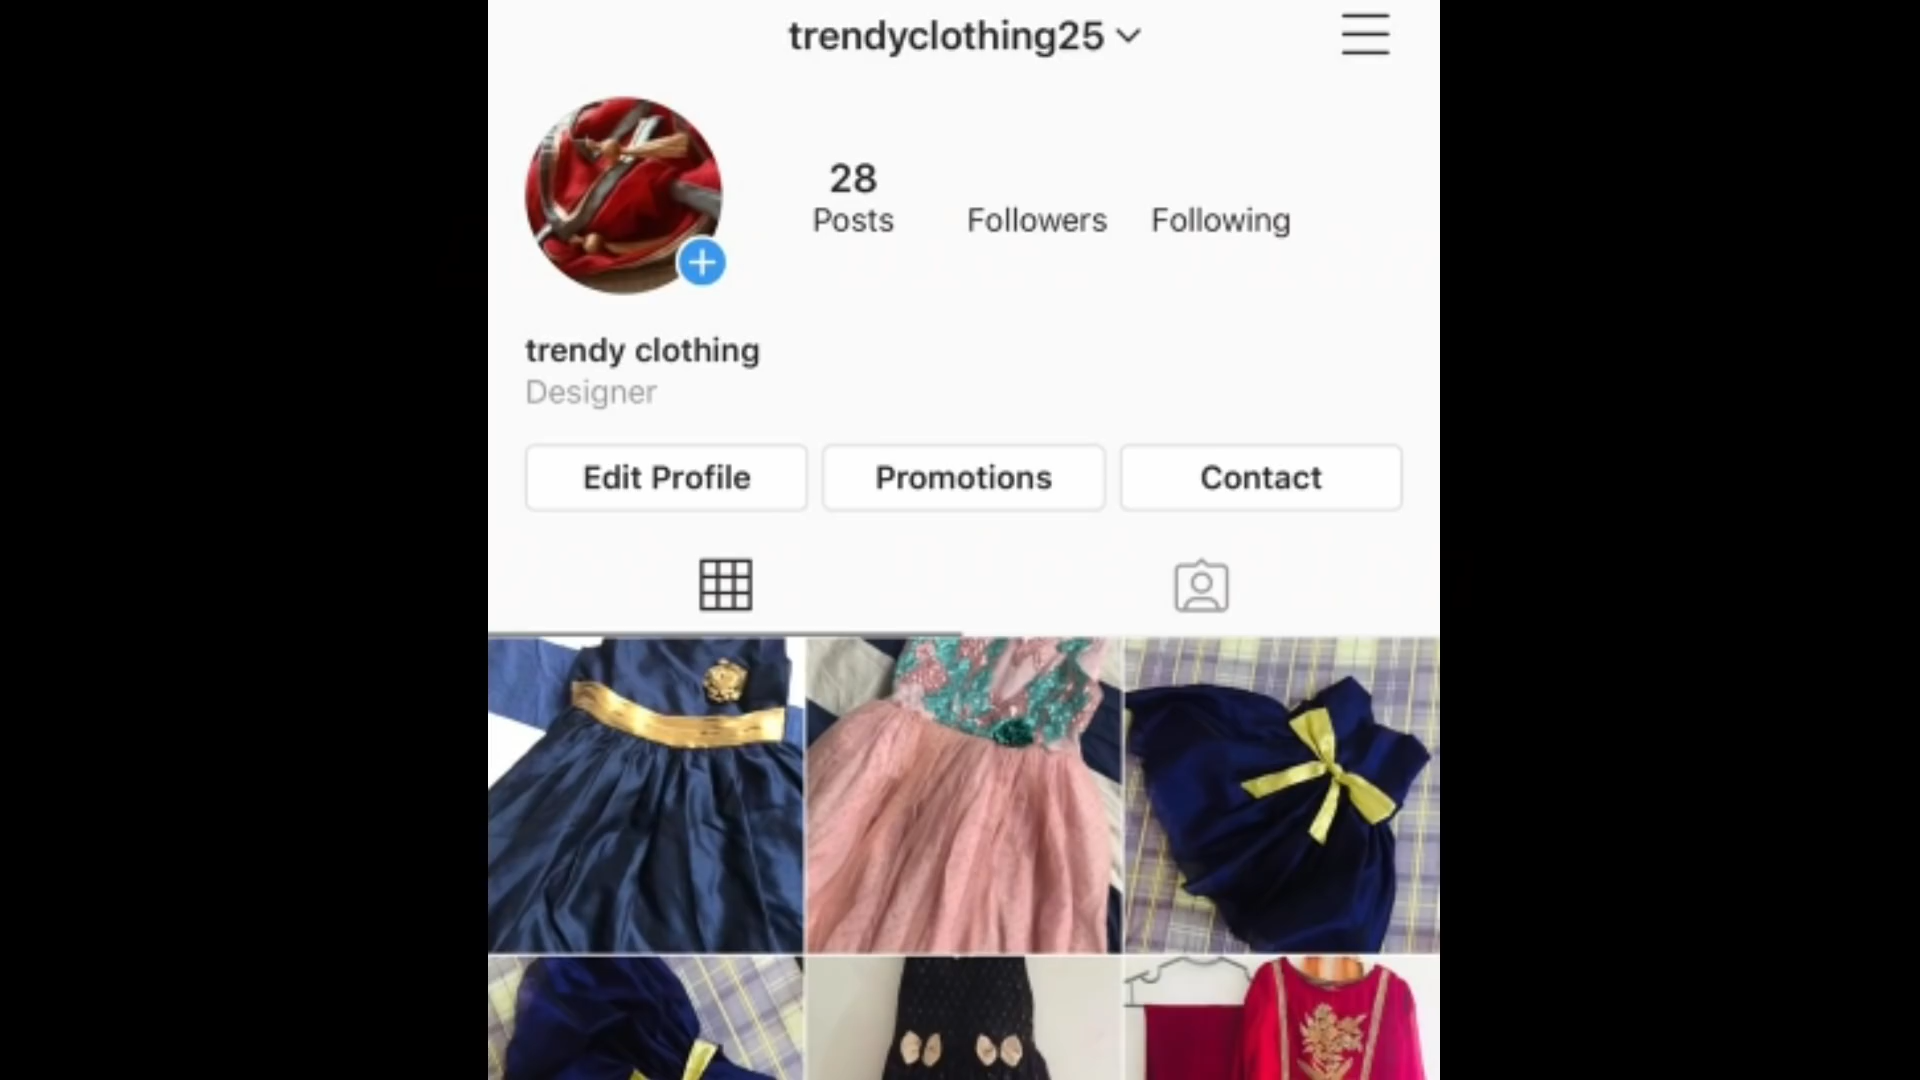 trendyclothing25
28
Posts Followers Following
trendy clothing
Designer
Edit Profile Promotions Contact